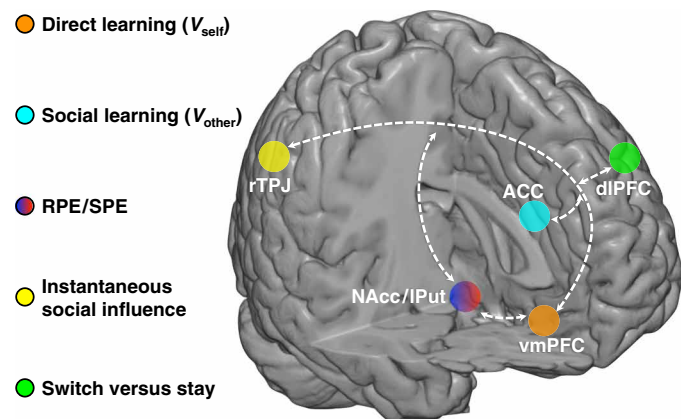 Direct learning (Vself)
Social learning (Vother)
RPE/SPE
Instantaneous
social influence
Switch versus stay
rTPJ
ACC
dlPFC
NAcc/lPut
vmPFC